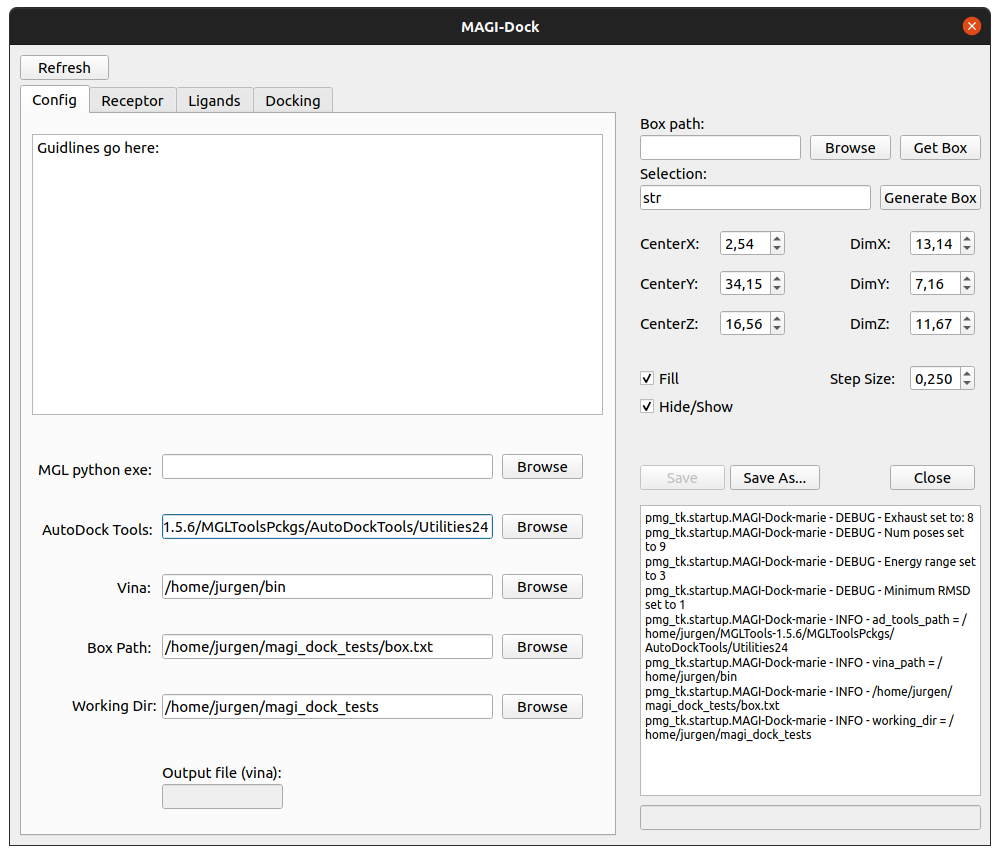 MAGI-Dock
Refresh
Config Receptor Ligands Docking
Guidlines go here:
MGL python exe: Browse
AutoDock Tools: 1.5.6/MGLToolsPckgs/AutoDockTools/Utilities24 Browse
Vina: /home/jurgen/bin Browse
Box Path: /home/jurgen/magi_dock_tests/box.txt Browse
Working Dir: /home/jurgen/magi_dock_tests Browse
Output file (vina):
Box path:
Browse Get Box
Selection:
str Generate Box
CenterX: 2,54 DimX: 13,14
CenterY: 34,15 DimY: 7,16
CenterZ: 16,56 DimZ: 11,67
Fill Step Size: 0,250
Hide/Show
Save Save As... Close
pmg_tk.startup.MAGI-Dock-marie - DEBUG - Exhaust set to: 8
pmg_tk.startup.MAGI-Dock-marie - DEBUG - Num poses set
to 9
pmg_tk.startup.MAGI-Dock-marie - DEBUG - Energy range set
to 3
pmg_tk.startup.MAGI-Dock-marie - DEBUG - Minimum RMSD
set to 1
pmg_tk.startup.MAGI-Dock-marie - INFO - ad_tools_path = /
home/jurgen/MGLTools-1.5.6/MGLToolsPckgs/
AutoDockTools/Utilities24
pmg_tk.startup.MAGI-Dock-marie - INFO - vina_path = /
home/jurgen/bin
pmg_tk.startup.MAGI-Dock-marie - INFO - /home/jurgen/
magi_dock_tests/box.txt
pmg_tk.startup.MAGI-Dock-marie - INFO - working_dir = /
home/jurgen/magi_dock_tests